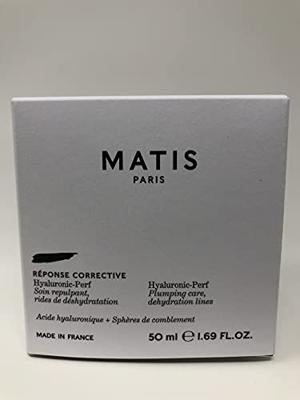 MATIS
PARIS
RÉPONSE CORRECTIVE
Hyaluronic-Perf
Soin repulpant,
rides de déshydratation
Hyaluronic-Perf
Plumping care,
dehydration lines
Acide hyaluronique + Sphères de comblement
MADE IN FRANCE
50 ml ℮ 1.69 FL.OZ.